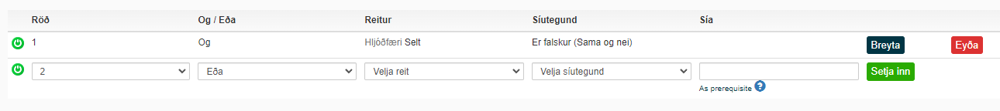 Röð Og / Eða Reitur Síutegund Sía
1 Og Hljóðfæri Selt Er falskur (Sama og nei) Breyta Eyða
2 Eða Velja reit Velja síutegund Setja inn
As prerequisite ?